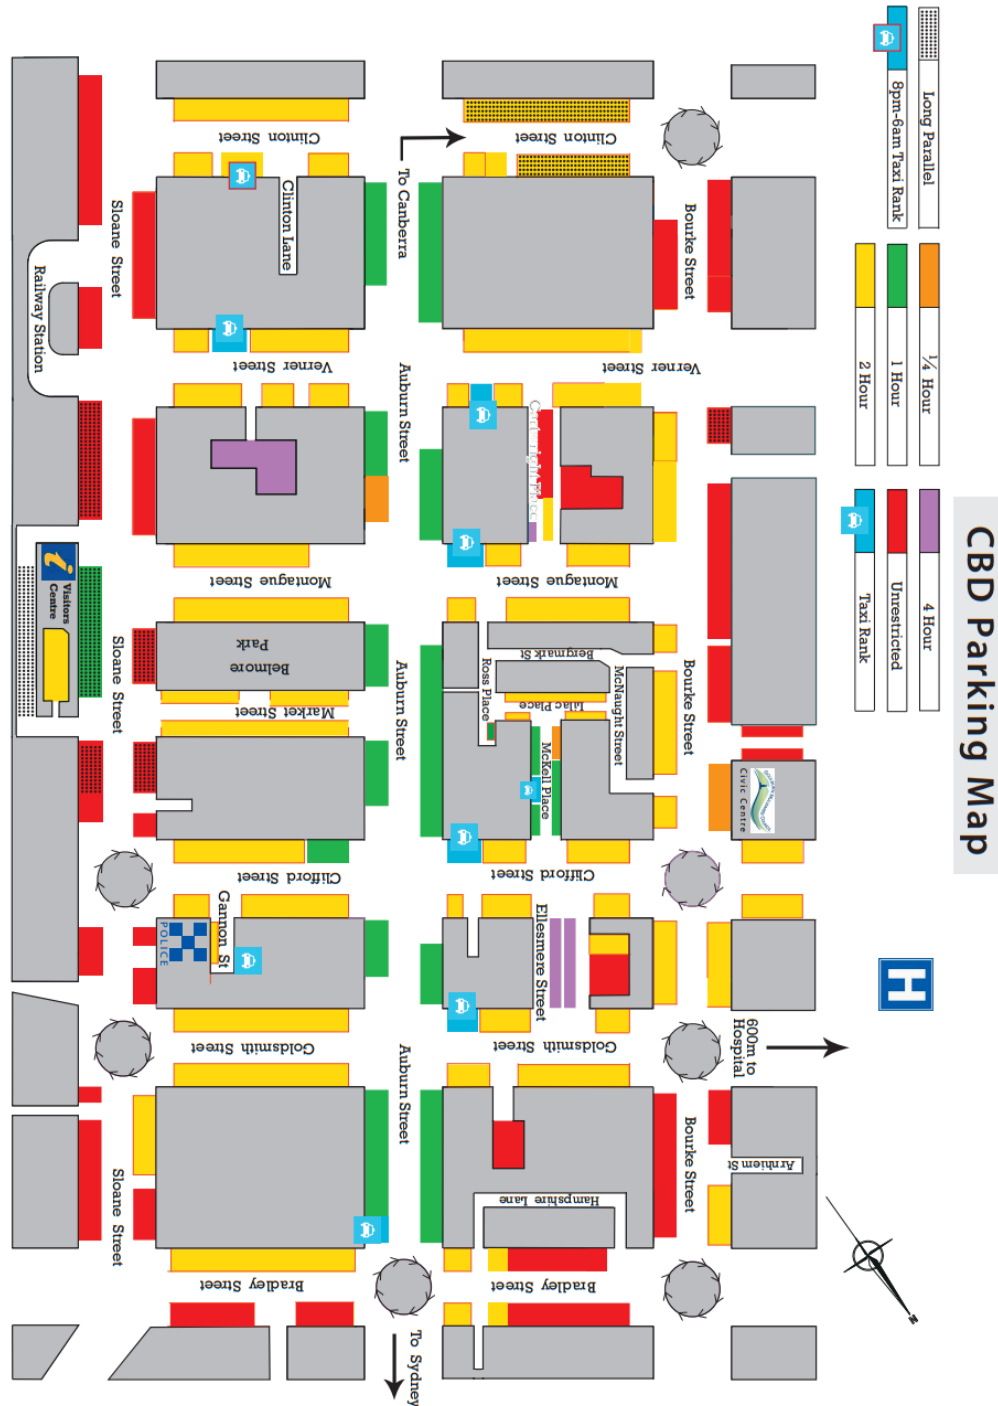 CBD Parking Map
Long Parallel
8pm-6am Taxi Rank
¼ Hour
1 Hour
2 Hour
4 Hour
Unrestricted
Taxi Rank
Clinton Street
Clinton Street
To Canberra
Clinton Lane
Sloane Street
Bourke Street
Railway Station
Verner Street
Verner Street
Auburn Street
Montague Street
Montague Street
i
Visitors
Centre
Belmore
Park
Sloane Street
Market Street
Auburn Street
Ross Place
Bergmark St
Lilac Place
McNaught Street
McKell Place
Bourke Street
Civic Centre
Clifford Street
Clifford Street
Gannon St
POLICE
Ellesmere Street
H
600m to
Hospital
Goldsmith Street
Goldsmith Street
Auburn Street
Sloane Street
Bourke Street
Arnhiem St
Hampshire Lane
Bradley Street
Bradley Street
To Sydney
N